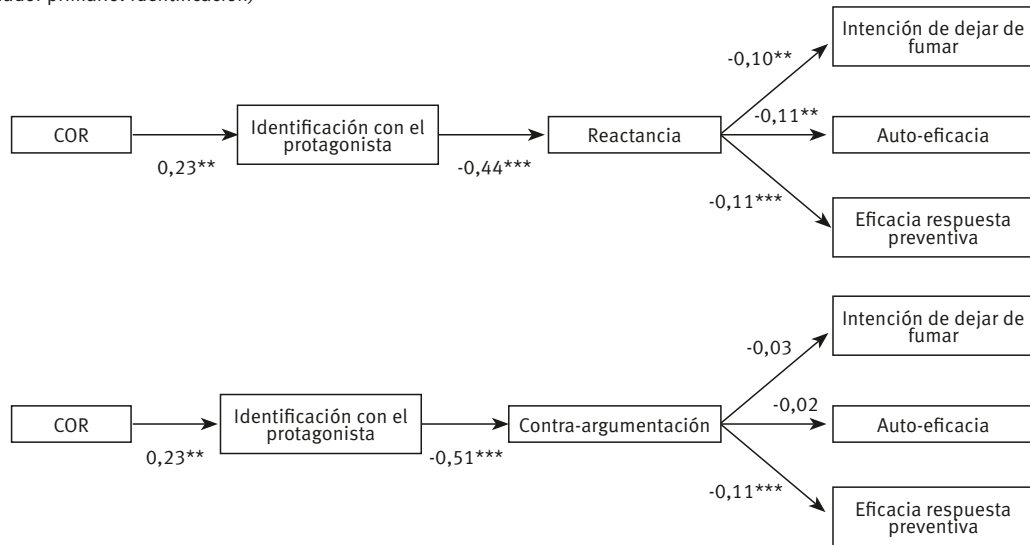 primario: Identificación)
Intención de dejar de
fumar
-0,10**
-0,11**
COR
Identificación con el
protagonista
Reactancia
Auto-eficacia
0,23**
-0,44***
-0,11***
Eficacia respuesta
preventiva
Intención de dejar de
fumar
-0,03
-0,02
COR
Identificación con el
protagonista
Contra-argumentación
Auto-eficacia
0,23**
-0,51***
-0,11***
Eficacia respuesta
preventiva